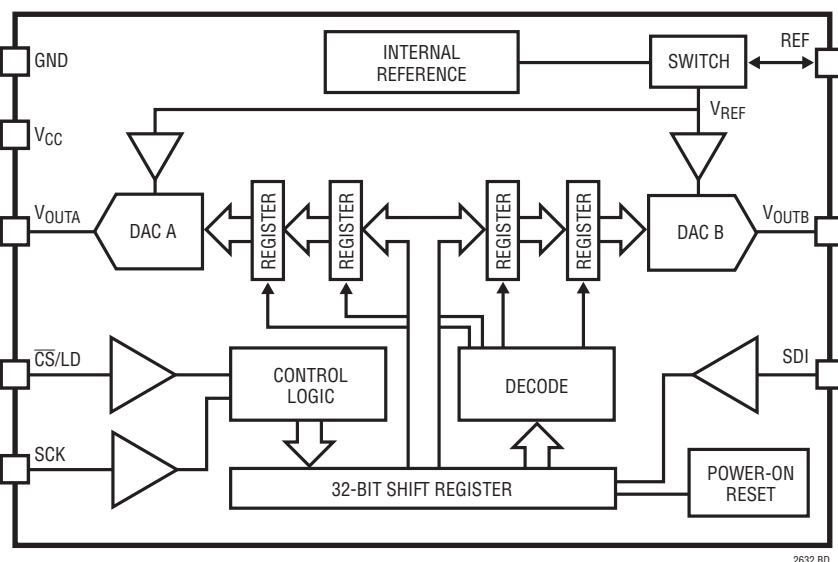 INTERNAL
REFERENCE
SWITCH
REF
GND
VREF
VCC
REGISTER
REGISTER
REGISTER
REGISTER
VOUTA
DAC A
DAC B
VOUTB
CS/LD
CONTROL
LOGIC
DECODE
SDI
SCK
32-BIT SHIFT REGISTER
POWER-ON
RESET
2632 BD